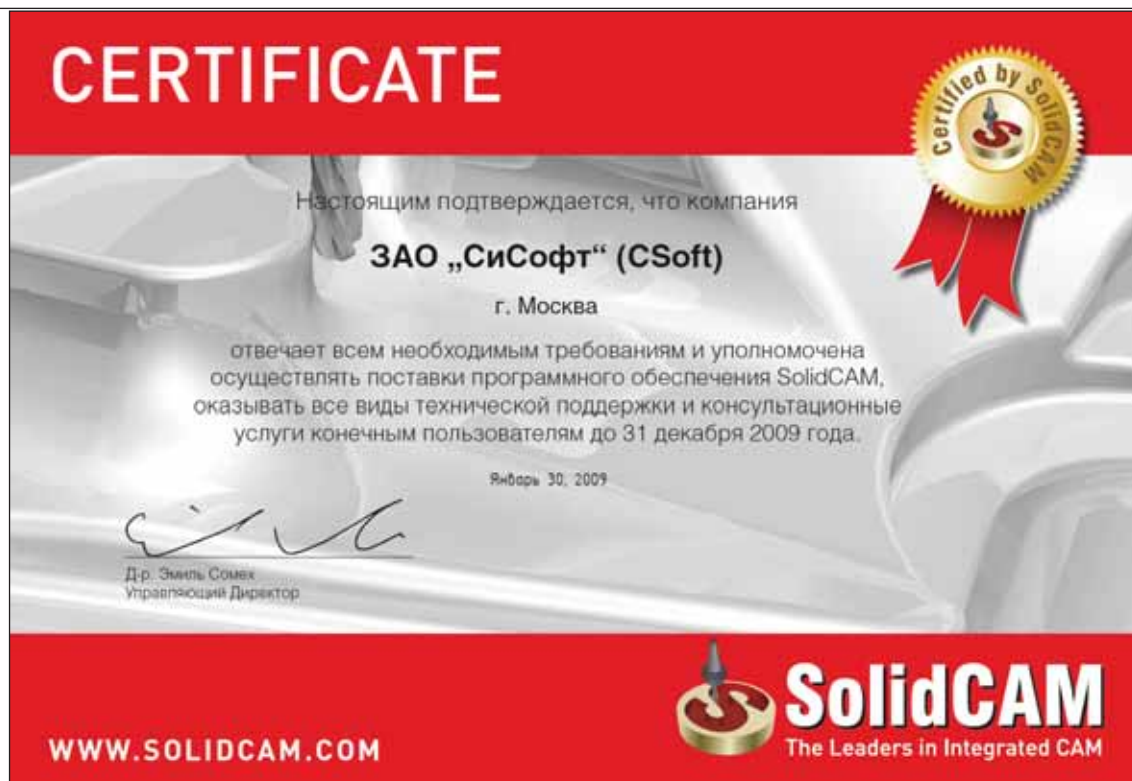 CERTIFICATE
Certified by SolidCAM
Настоящим подтверждается, что компания
ЗАО „СиСофт“ (CSoft)
г. Москва
отвечает всем необходимым требованиям и уполномочена
осуществлять поставки программного обеспечения SolidCAM,
оказывать все виды технической поддержки и консультационные
услуги конечным пользователям до 31 декабря 2009 года.
Январь 30, 2009
Д-р. Эмиль Сомех
Управляющий Директор
SolidCAM
The Leaders in Integrated CAM
WWW.SOLIDCAM.COM